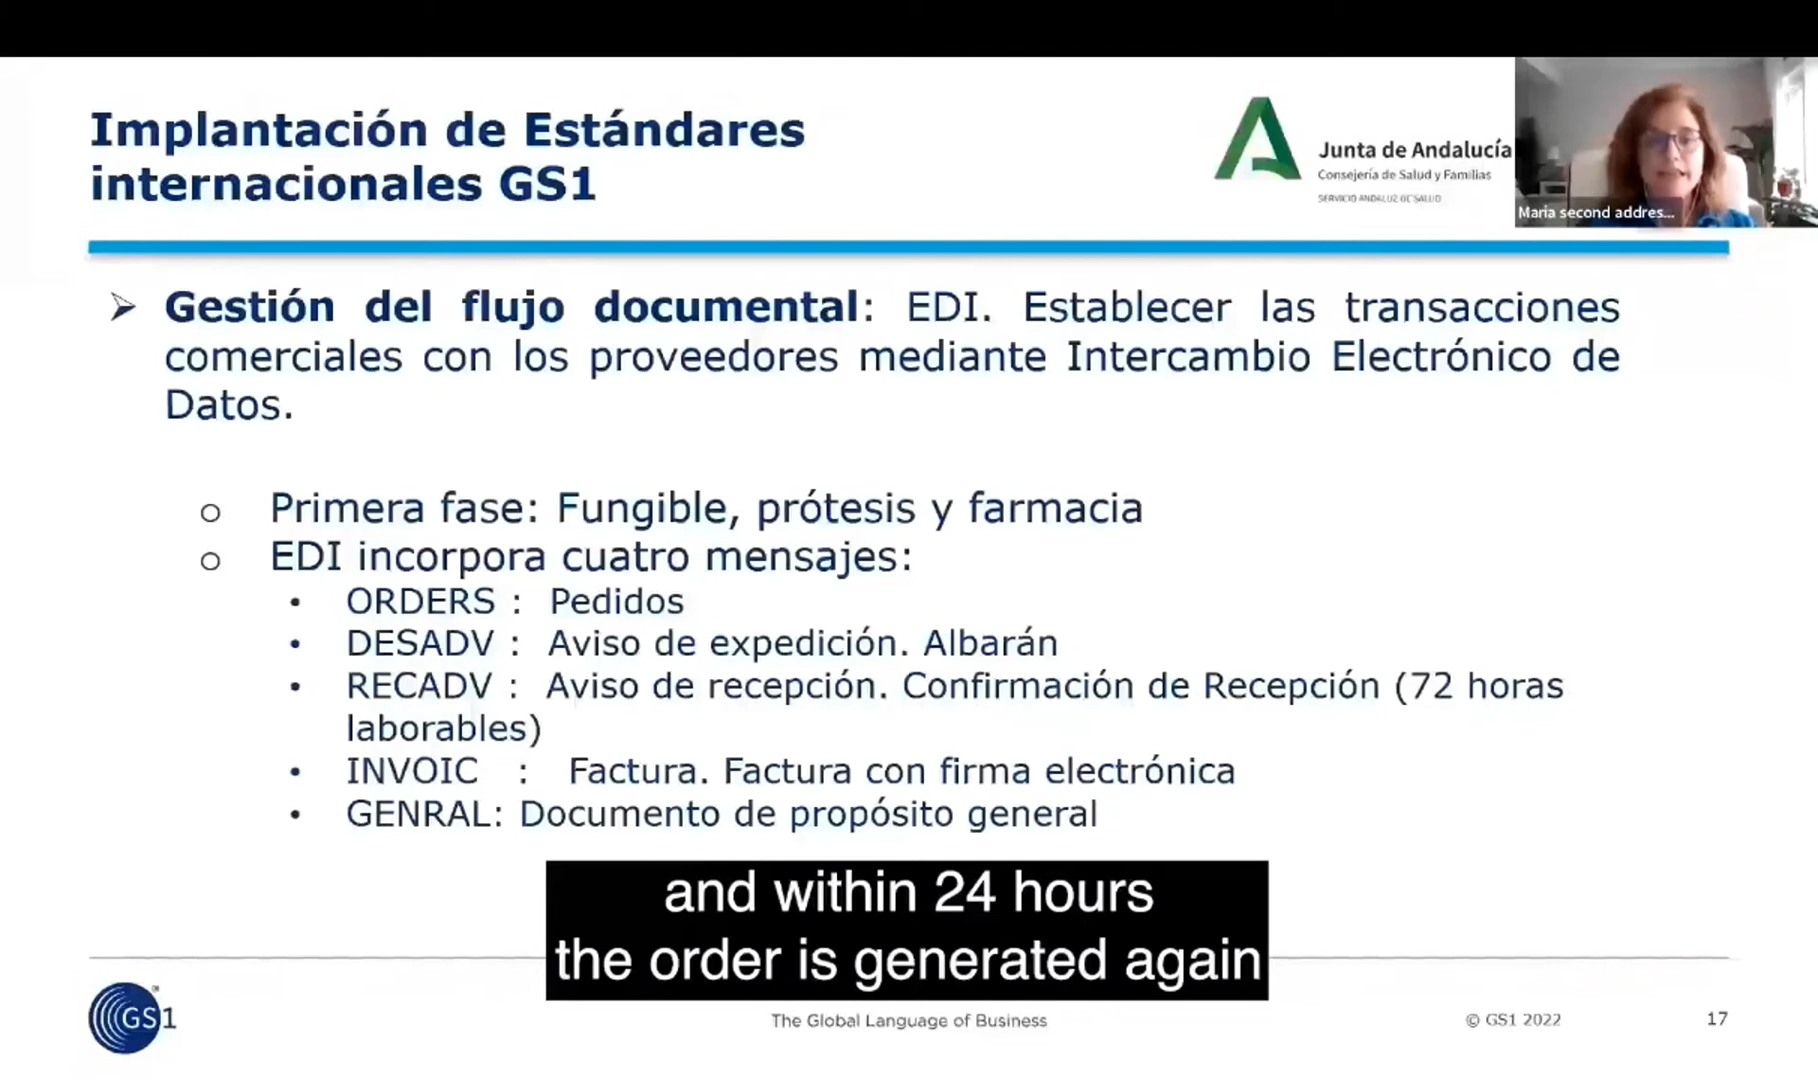 Implantación de Estándares
internacionales GS1
Junta de Andalucía
Consejería de Salud y Familias
SERVICIO ANDALUZ DE SALUD
Maria second addres...
➢ Gestión del flujo documental: EDI. Establecer las transacciones
comerciales con los proveedores mediante Intercambio Electrónico de
Datos.
o Primera fase: Fungible, prótesis y farmacia
o EDI incorpora cuatro mensajes:
• ORDERS : Pedidos
• DESADV : Aviso de expedición. Albarán
• RECADV : Aviso de recepción. Confirmación de Recepción (72 horas
laborables)
• INVOIC : Factura. Factura con firma electrónica
• GENRAL: Documento de propósito general
and within 24 hours
the order is generated again
GS1
The Global Language of Business
© GS1 2022
17